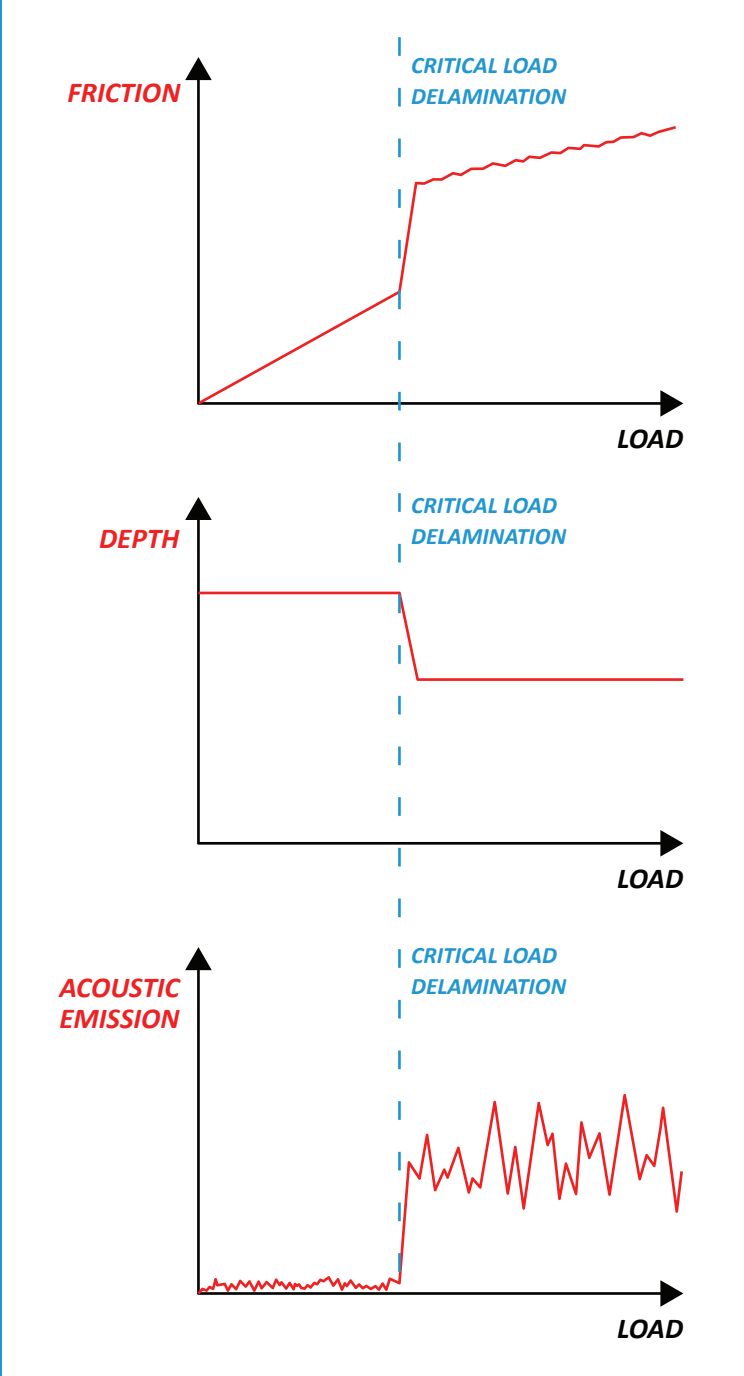 FRICTION
CRITICAL LOAD
DELAMINATION
LOAD
DEPTH
CRITICAL LOAD
DELAMINATION
LOAD
ACOUSTIC
EMISSION
CRITICAL LOAD
DELAMINATION
LOAD